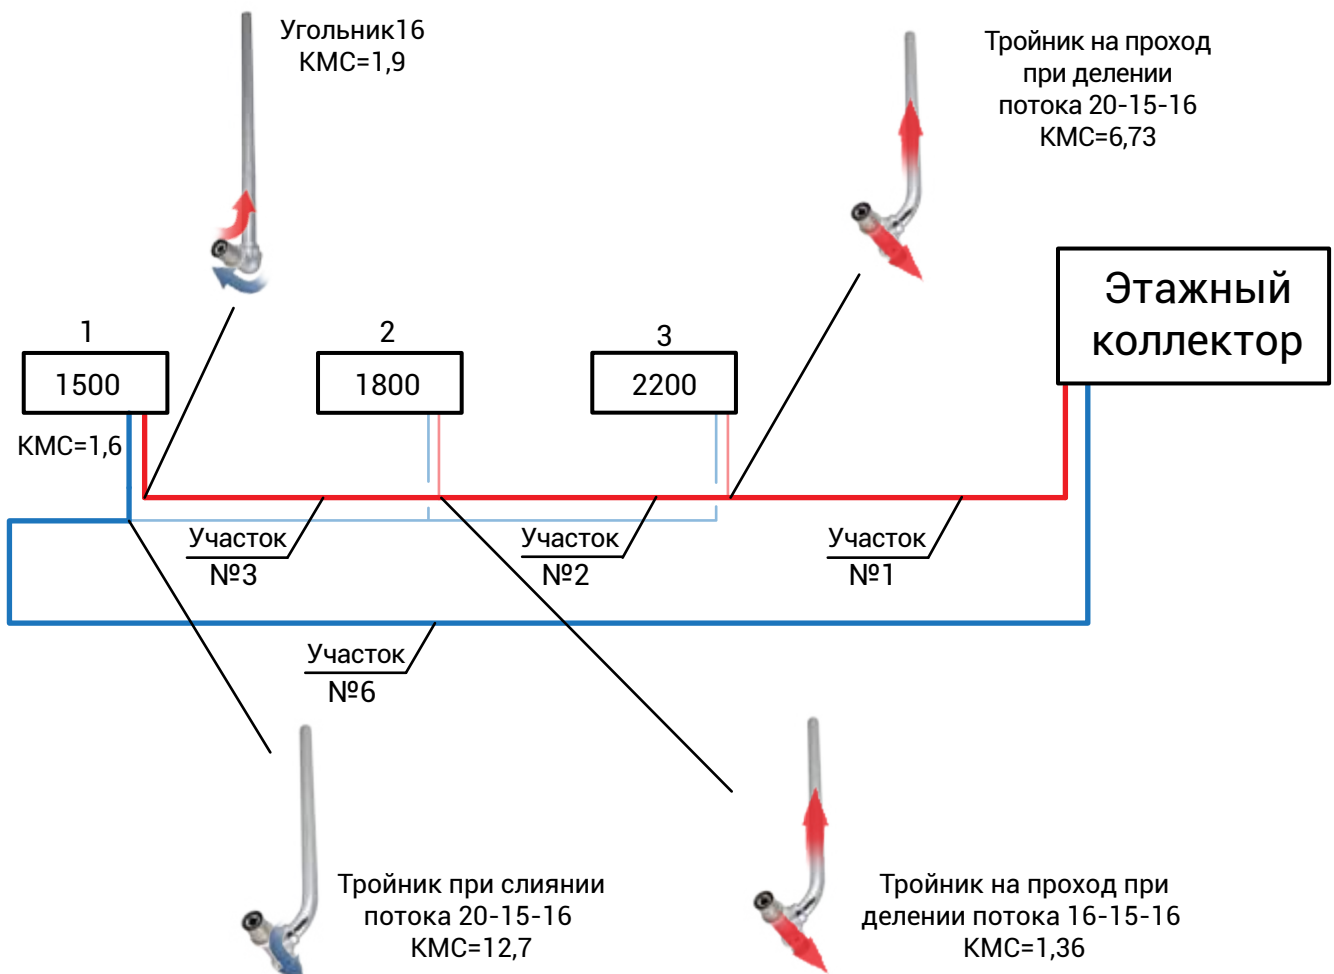 Угольник16
КМС=1,9
Тройник на проход
при делении
потока 20-15-16
КМС=6,73
Этажный
коллектор
1
2
3
1500
1800
2200
КМС=1,6
Участок
№3
Участок
№2
Участок
№1
Участок
№6
Тройник при слиянии
потока 20-15-16
КМС=12,7
Тройник на проход при
делении потока 16-15-16
КМС=1,36